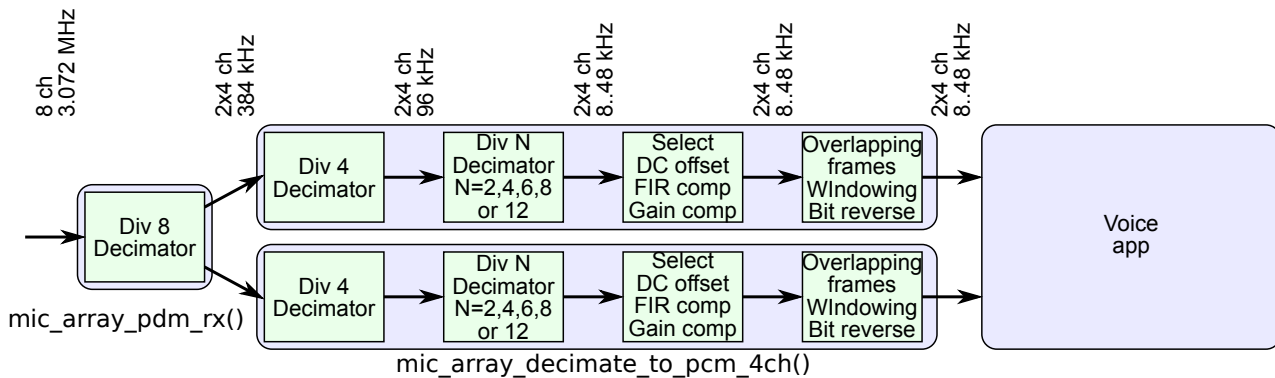 8 ch
3.072 MHz
2x4 ch
384 kHz
2x4 ch
96 kHz
2x4 ch
8..48 kHz
2x4 ch
8..48 kHz
2x4 ch
8..48 kHz
Div 8
Decimator
mic_array_pdm_rx()
Div 4
Decimator
Div N
Decimator
N=2,4,6,8
or 12
Select
DC offset
FIR comp
Gain comp
Overlapping
frames
WIndowing
Bit reverse
Div 4
Decimator
Div N
Decimator
N=2,4,6,8
or 12
Select
DC offset
FIR comp
Gain comp
Overlapping
frames
WIndowing
Bit reverse
mic_array_decimate_to_pcm_4ch()
Voice
app